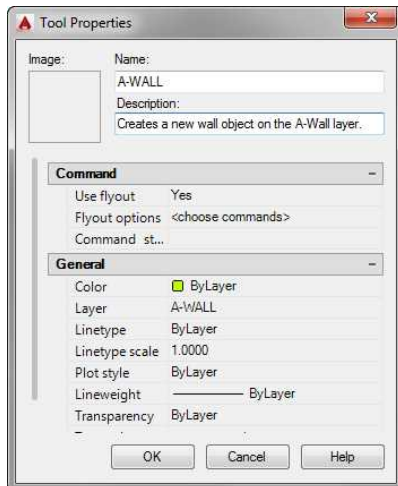 Tool Properties
Image:
Name:
A-WALL
Description:
Creates a new wall object on the A-Wall layer.
Command
Use flyout Yes
Flyout options <choose commands>
Command st...
General
Color ByLayer
Layer A-WALL
Linetype ByLayer
Linetype scale 1.0000
Plot style ByLayer
Lineweight ByLayer
Transparency ByLayer
OK Cancel Help